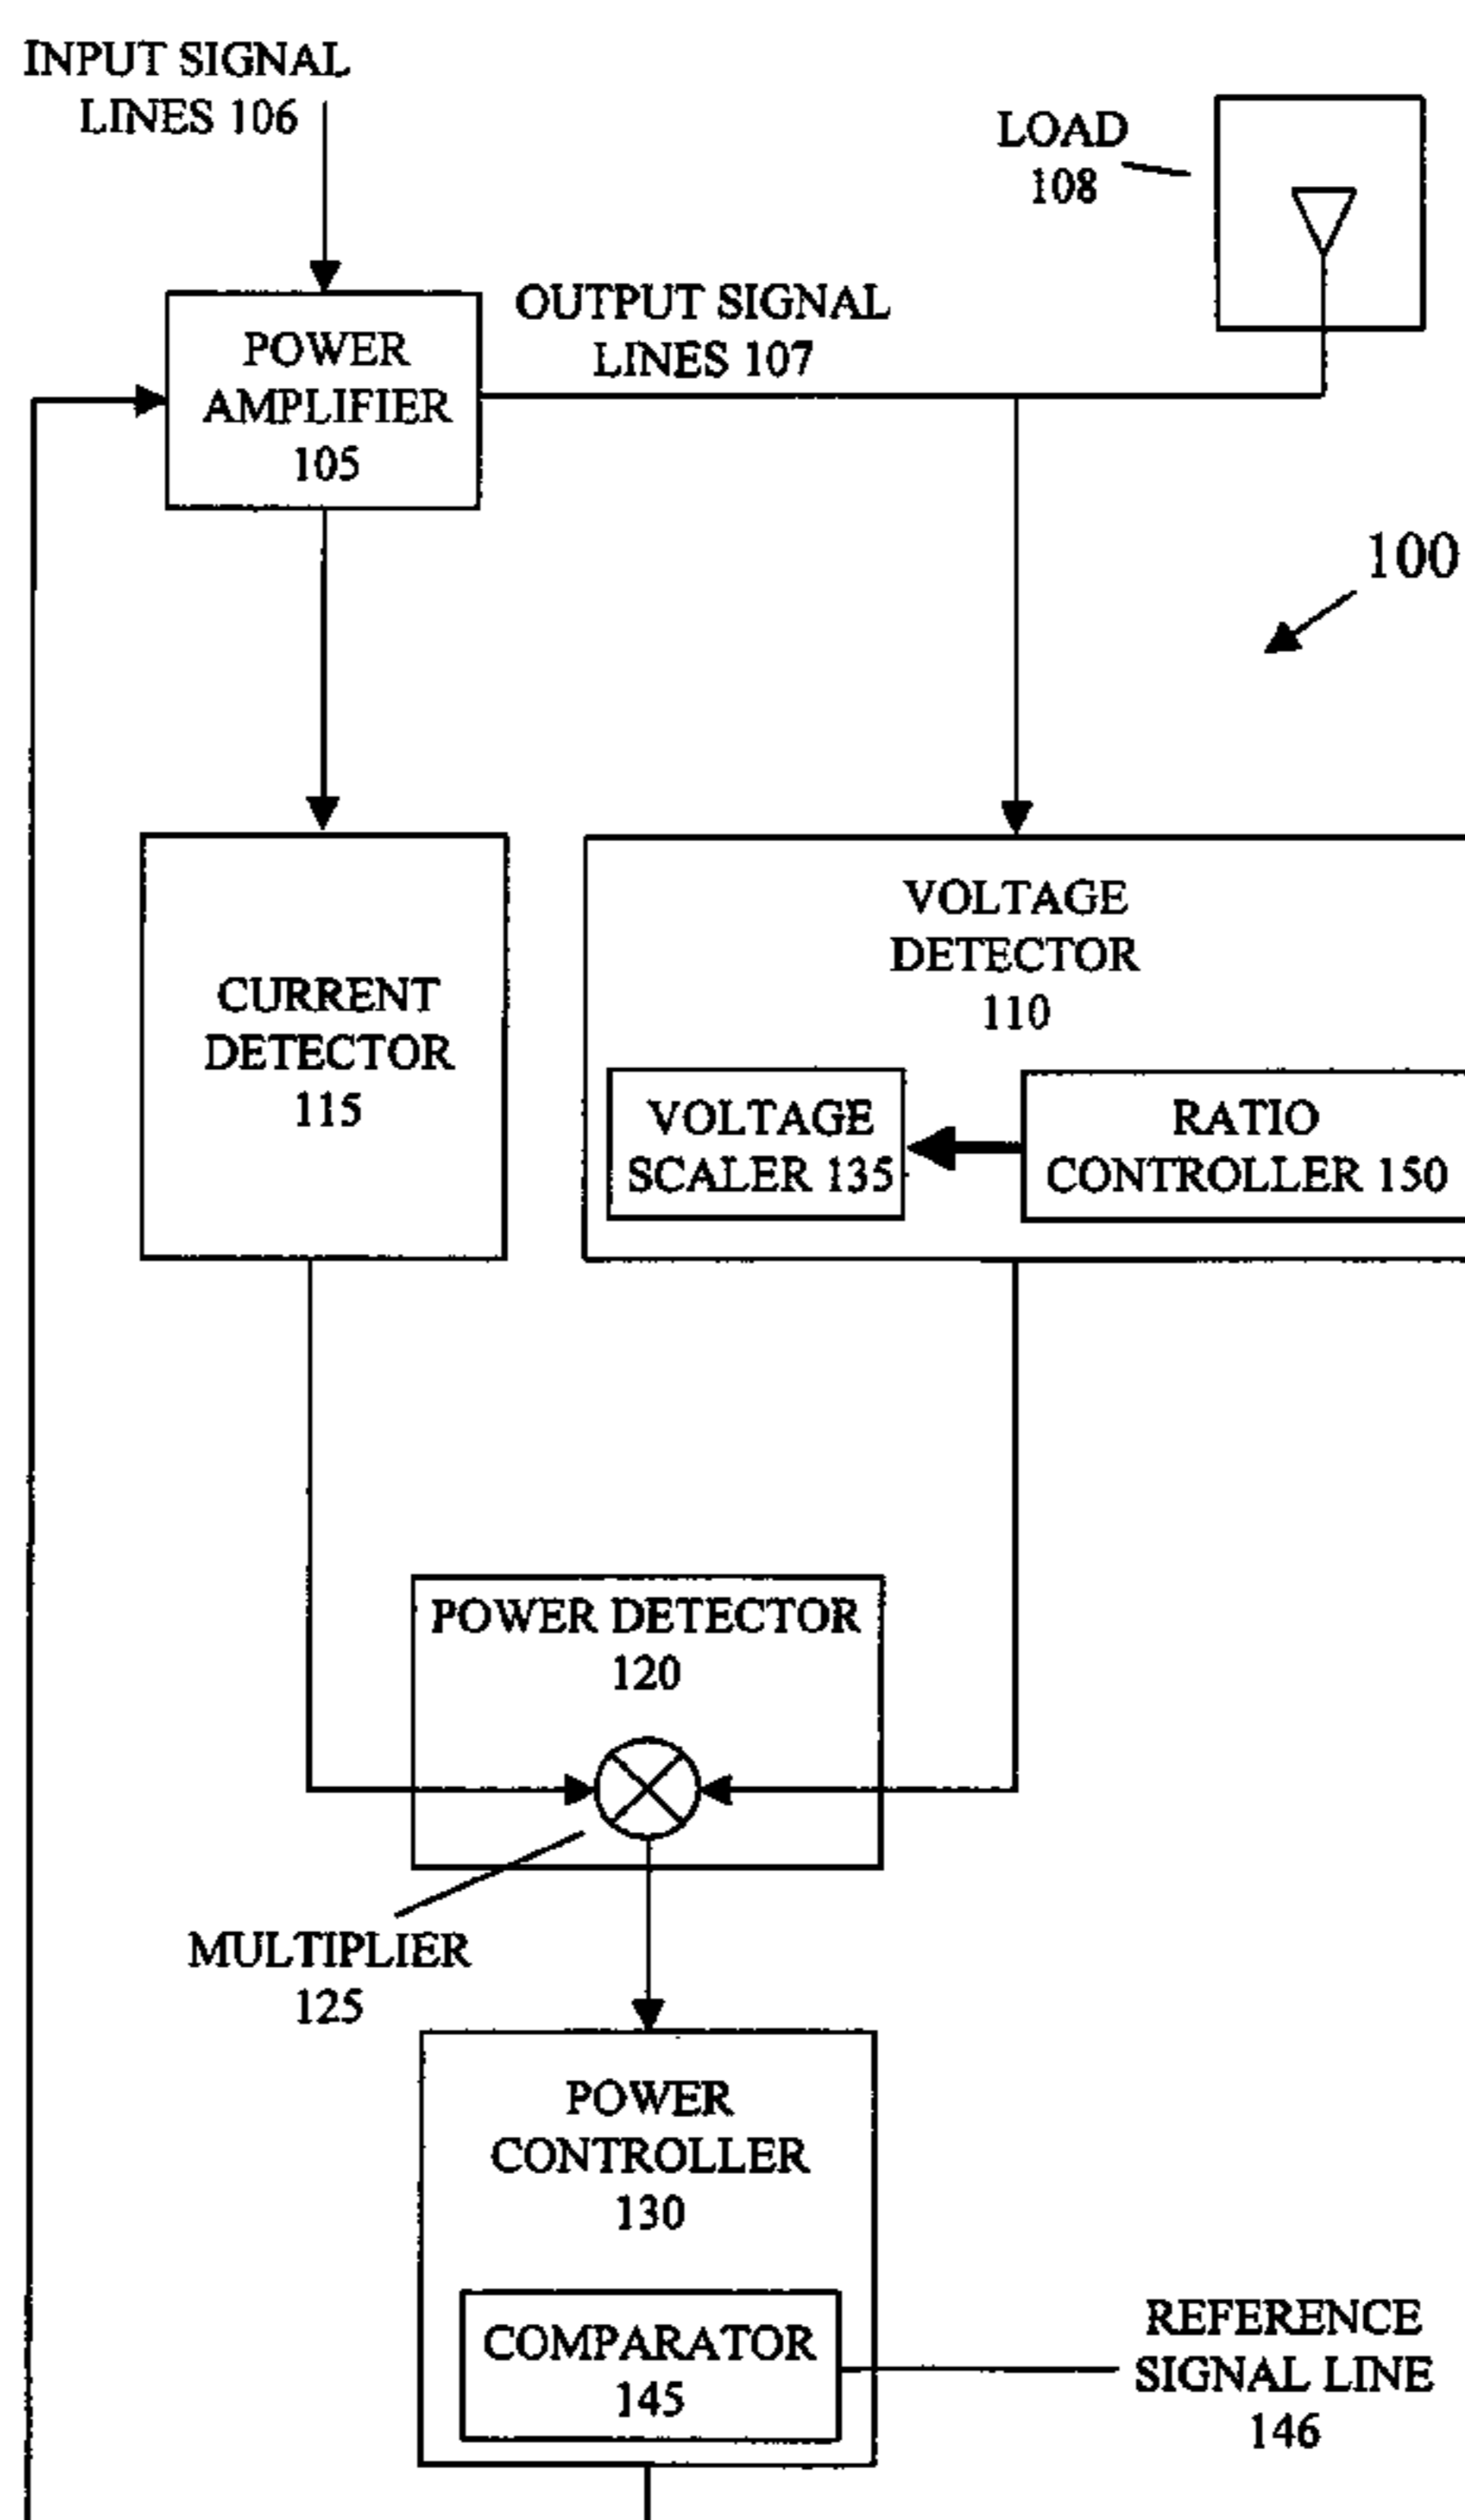 INPUT SIGNAL
LINES 106
LOAD
108
POWER
AMPLIFIER
105
OUTPUT SIGNAL
LINES 107
100
VOLTAGE
DETECTOR
110
CURRENT
DETECTOR
115
VOLTAGE
SCALER 135
RATIO
CONTROLLER 150
POWER DETECTOR
120
MULTIPLIER
125
POWER
CONTROLLER
130
COMPARATOR
145
REFERENCE
SIGNAL LINE
146